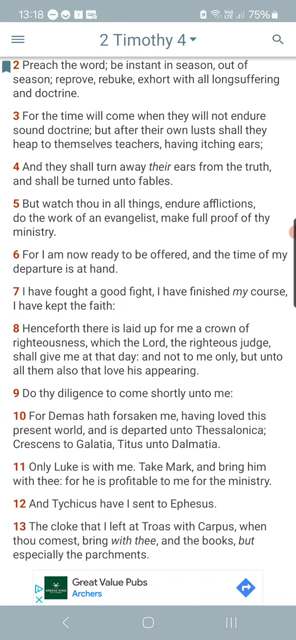 13:18
75%
2 Timothy 4
2 Preach the word; be instant in season, out of
season; reprove, rebuke, exhort with all longsuffering
and doctrine.
3 For the time will come when they will not endure
sound doctrine; but after their own lusts shall they
heap to themselves teachers, having itching ears;
4 And they shall turn away their ears from the truth,
and shall be turned unto fables.
5 But watch thou in all things, endure afflictions,
do the work of an evangelist, make full proof of thy
ministry.
6 For I am now ready to be offered, and the time of my
departure is at hand.
7 I have fought a good fight, I have finished my course,
I have kept the faith:
8 Henceforth there is laid up for me a crown of
righteousness, which the Lord, the righteous judge,
shall give me at that day: and not to me only, but unto
all them also that love his appearing.
9 Do thy diligence to come shortly unto me:
10 For Demas hath forsaken me, having loved this
present world, and is departed unto Thessalonica;
Crescens to Galatia, Titus unto Dalmatia.
11 Only Luke is with me. Take Mark, and bring him
with thee: for he is profitable to me for the ministry.
12 And Tychicus have I sent to Ephesus.
13 The cloke that I left at Troas with Carpus, when
thou comest, bring with thee, and the books, but
especially the parchments.
Great Value Pubs
Archers